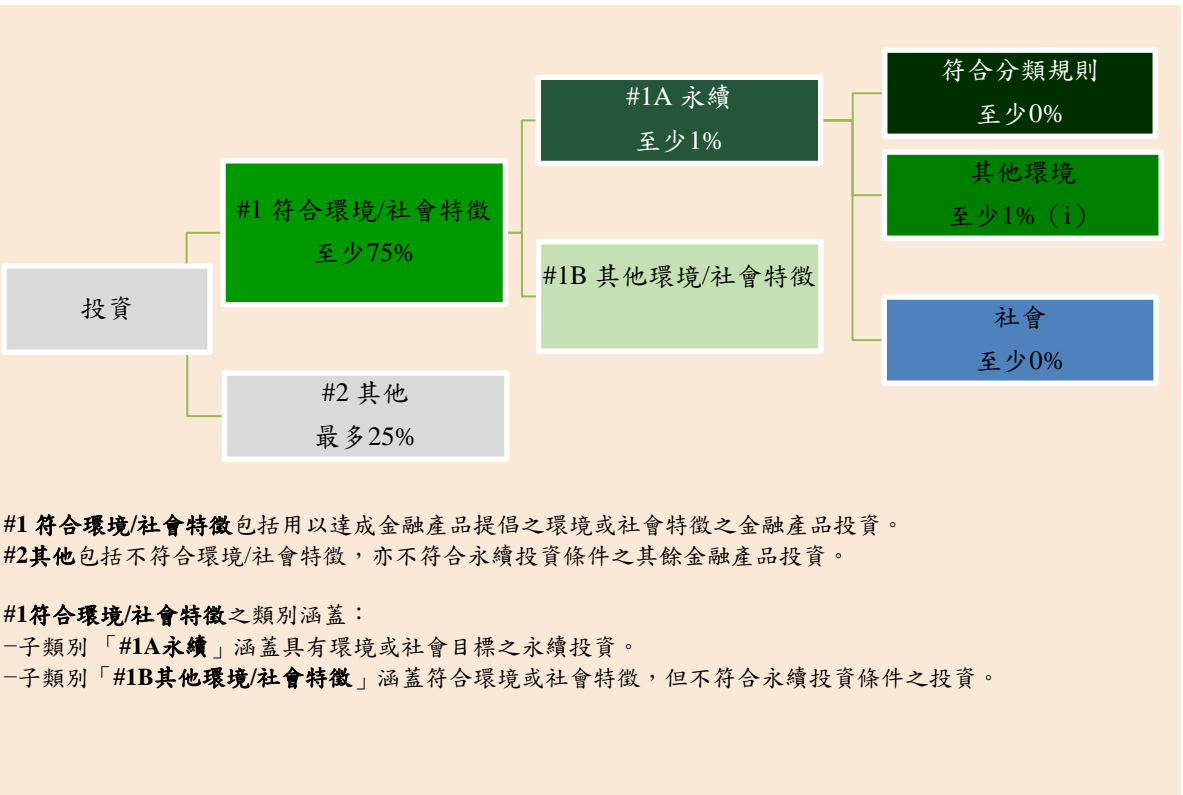 投資
#1 符合環境/社會特徵
至少75%
#2 其他
最多25%
#1A 永續
至少1%
#1B 其他環境/社會特徵
符合分類規則
至少0%
其他環境
至少1%（i）
社會
至少0%
#1 符合環境/社會特徵包括用以達成金融產品提倡之環境或社會特徵之金融產品投資。
#2其他包括不符合環境/社會特徵，亦不符合永續投資條件之其餘金融產品投資。
#1符合環境/社會特徵之類別涵蓋：
–子類別「#1A永續」涵蓋具有環境或社會目標之永續投資。
–子類別「#1B其他環境/社會特徵」涵蓋符合環境或社會特徵，但不符合永續投資條件之投資。